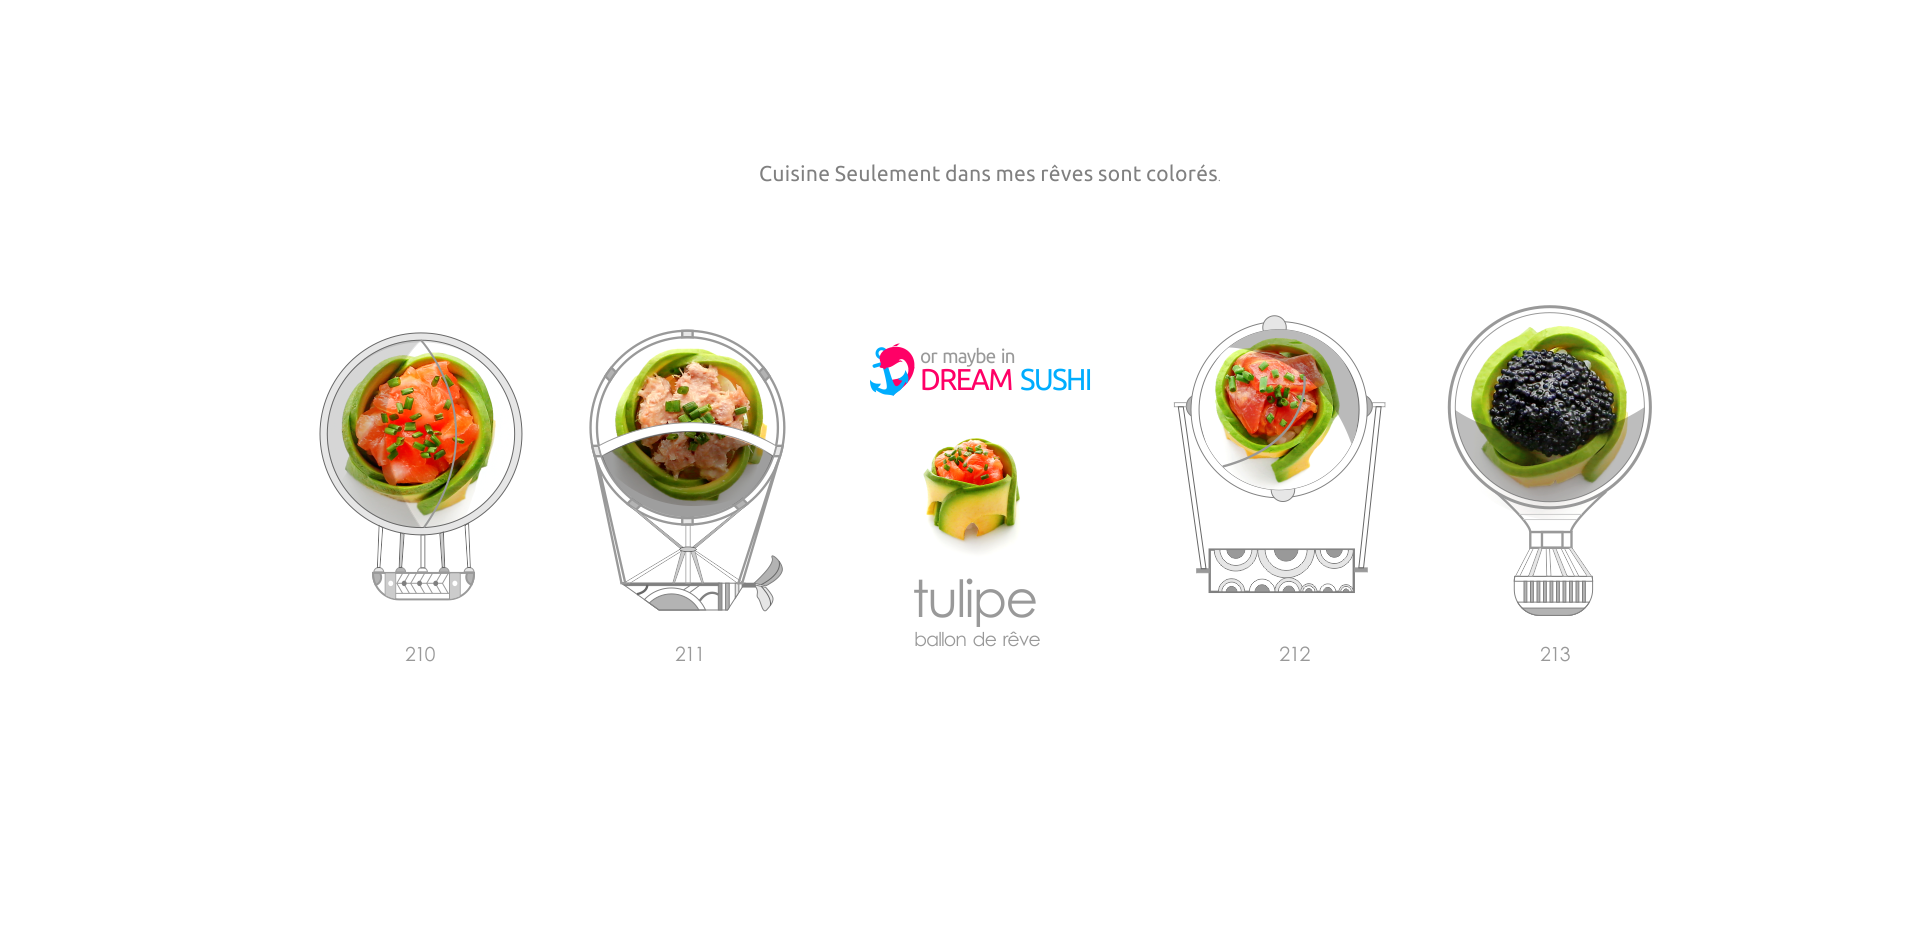 Cuisine Seulement dans mes rêves sont colorés.
or maybe in
DREAM SUSHI
tulipe
ballon de rêve
210
211
212
213